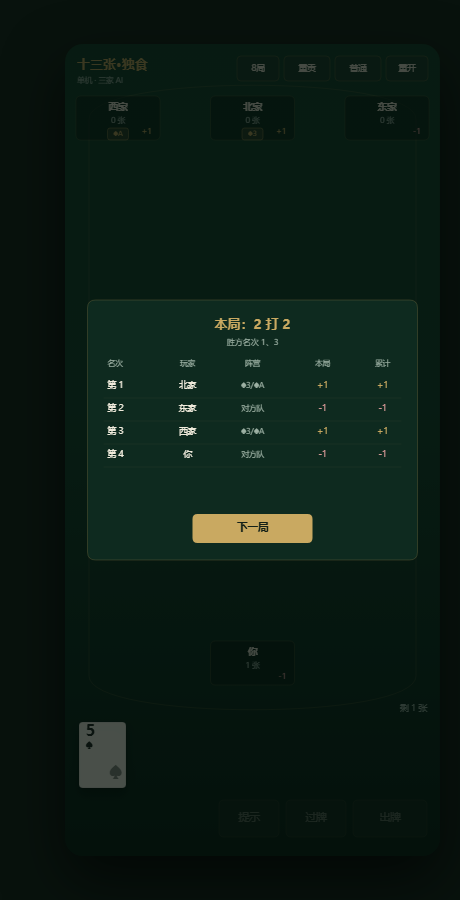 十三张•独食
单机 · 三家 AI
8局
普通
西家
北家
东家
0 张
0 张
0 张
♠A +1
♠3 +1
-1
本局：2 打 2
胜方名次 1、3
名次 玩家 阵营 本局 累计
第 1 北家 ♠3/♠A +1 +1
第 2 东家 对方队 -1 -1
第 3 西家 ♠3/♠A +1 +1
第 4 你 对方队 -1 -1
下一局
你
1 张
-1
剩 1 张
5
♠
提示
过牌
出牌